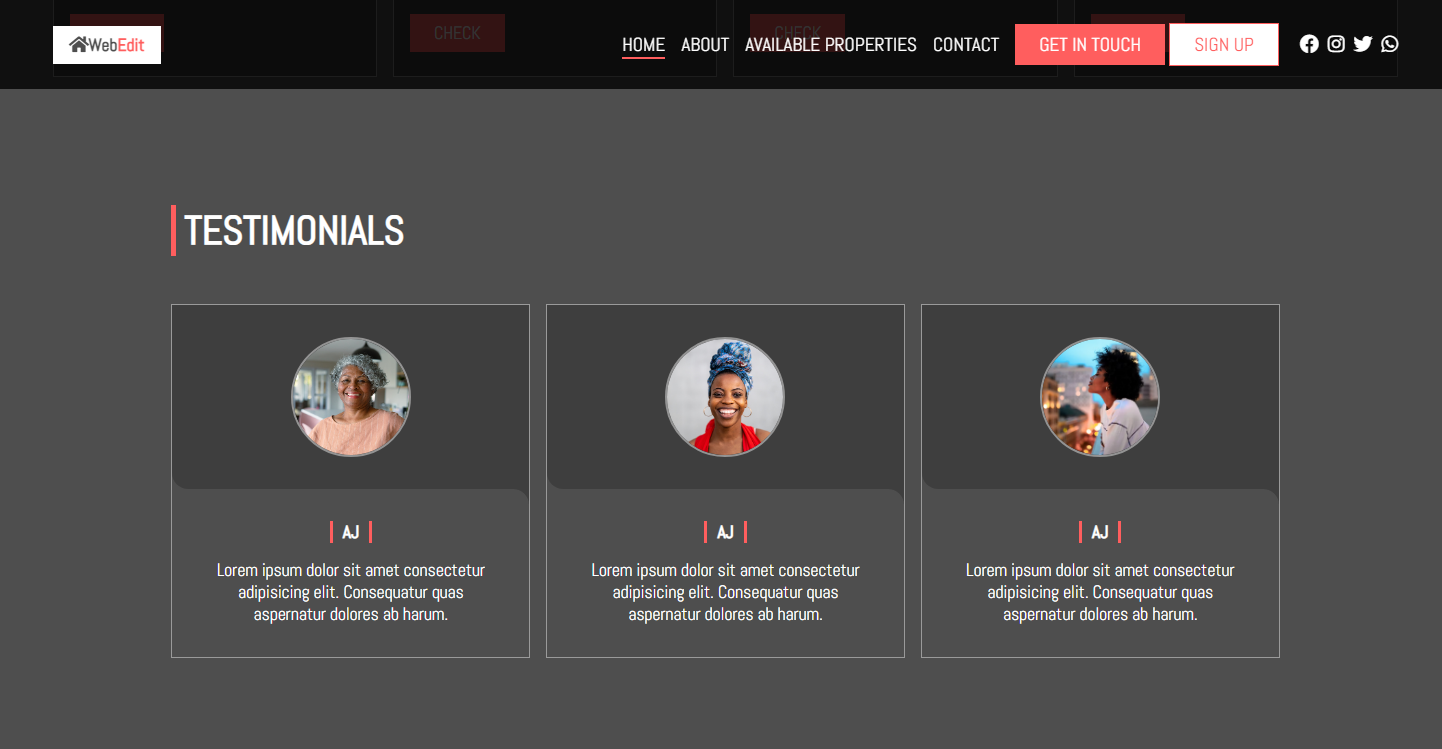 CHECK
CHECK
WebEdit
HOME ABOUT AVAILABLE PROPERTIES CONTACT GET IN TOUCH SIGN UP
TESTIMONIALS
AJ
Lorem ipsum dolor sit amet consectetur
adipisicing elit. Consequatur quas
aspernatur dolores ab harum.
AJ
Lorem ipsum dolor sit amet consectetur
adipisicing elit. Consequatur quas
aspernatur dolores ab harum.
AJ
Lorem ipsum dolor sit amet consectetur
adipisicing elit. Consequatur quas
aspernatur dolores ab harum.